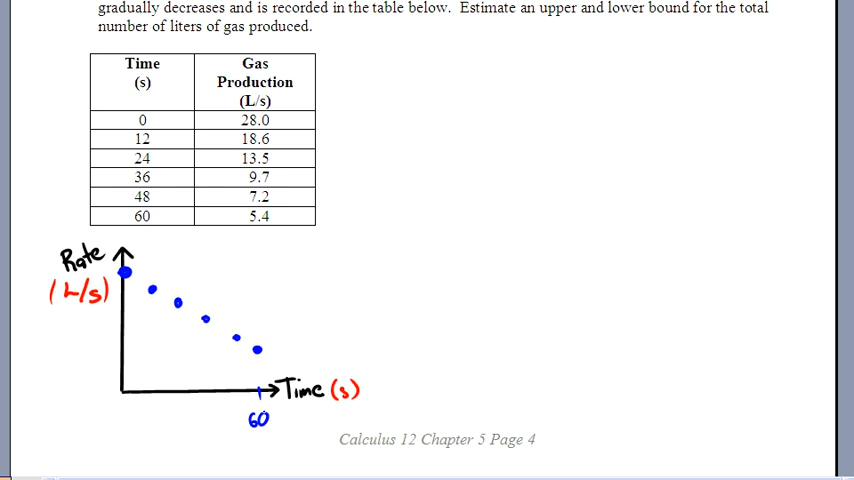 gradually decreases and is recorded in the table below. Estimate an upper and lower bound for the total
number of liters of gas produced.
Time (s) Gas Production (L/s)
0 28.0
12 18.6
24 13.5
36 9.7
48 7.2
60 5.4
Rate
(L/s)
Time (s)
60
Calculus 12 Chapter 5 Page 4